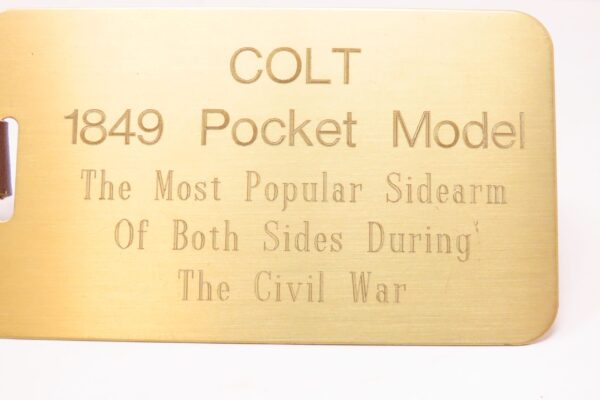 COLT
1849 Pocket Model
The Most Popular Sidearm
Of Both Sides During
The Civil War